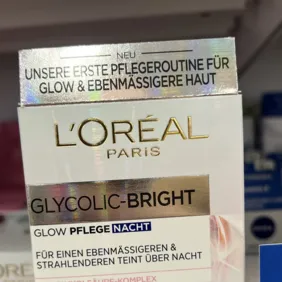 NEU
UNSERE ERSTE PFLEGEROUTINE FÜR
GLOW & EBENMÄSSIGERE HAUT
L'ORÉAL
PARIS
GLYCOLIC-BRIGHT
GLOW PFLEGE NACHT
FÜR EINEN EBENMÄSSIGEREN &
STRAHLENDEREN TEINT ÜBER NACHT
NIVEA